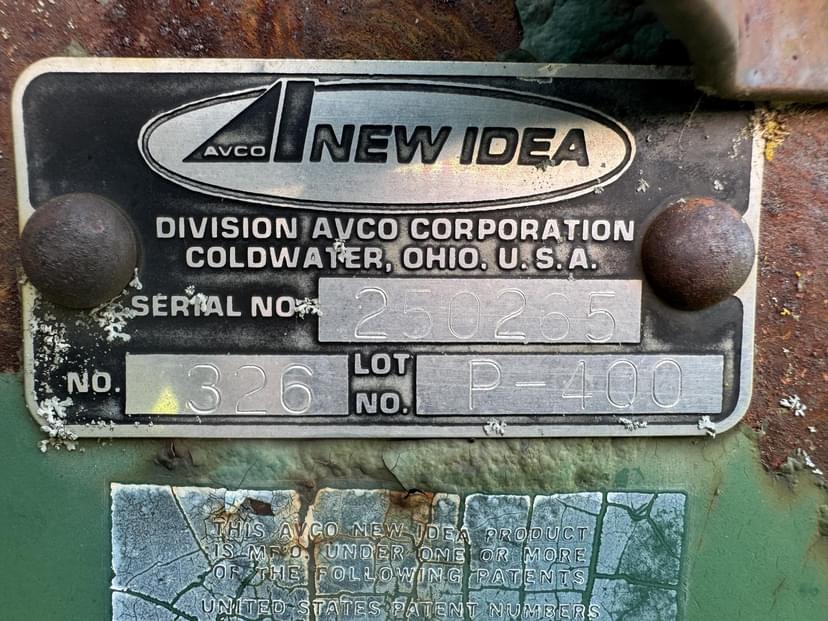 AVCO NEW IDEA
DIVISION AVCO CORPORATION
COLDWATER, OHIO. U. S. A.
SERIAL NO. 250265
NO. 326 LOT NO. P-400
THIS AVCO NEW IDEA PRODUCT
IS MF'D. UNDER ONE OR MORE
OF THE FOLLOWING PATENTS
UNITED STATES PATENT NUMBERS